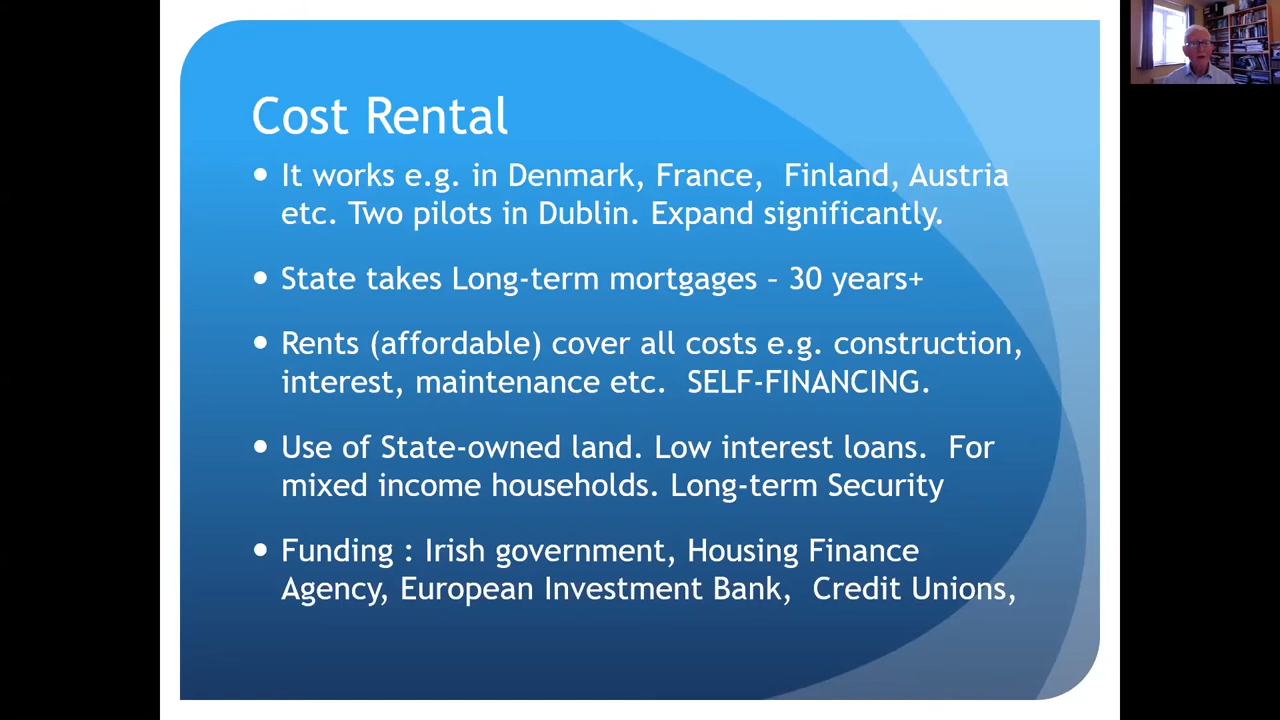 Cost Rental
• It works e.g. in Denmark, France,  Finland, Austria
etc. Two pilots in Dublin. Expand significantly.
• State takes Long-term mortgages – 30 years+
• Rents (affordable) cover all costs e.g. construction,
interest, maintenance etc.  SELF-FINANCING.
• Use of State-owned land. Low interest loans.  For
mixed income households. Long-term Security
• Funding : Irish government, Housing Finance
Agency, European Investment Bank,  Credit Unions,